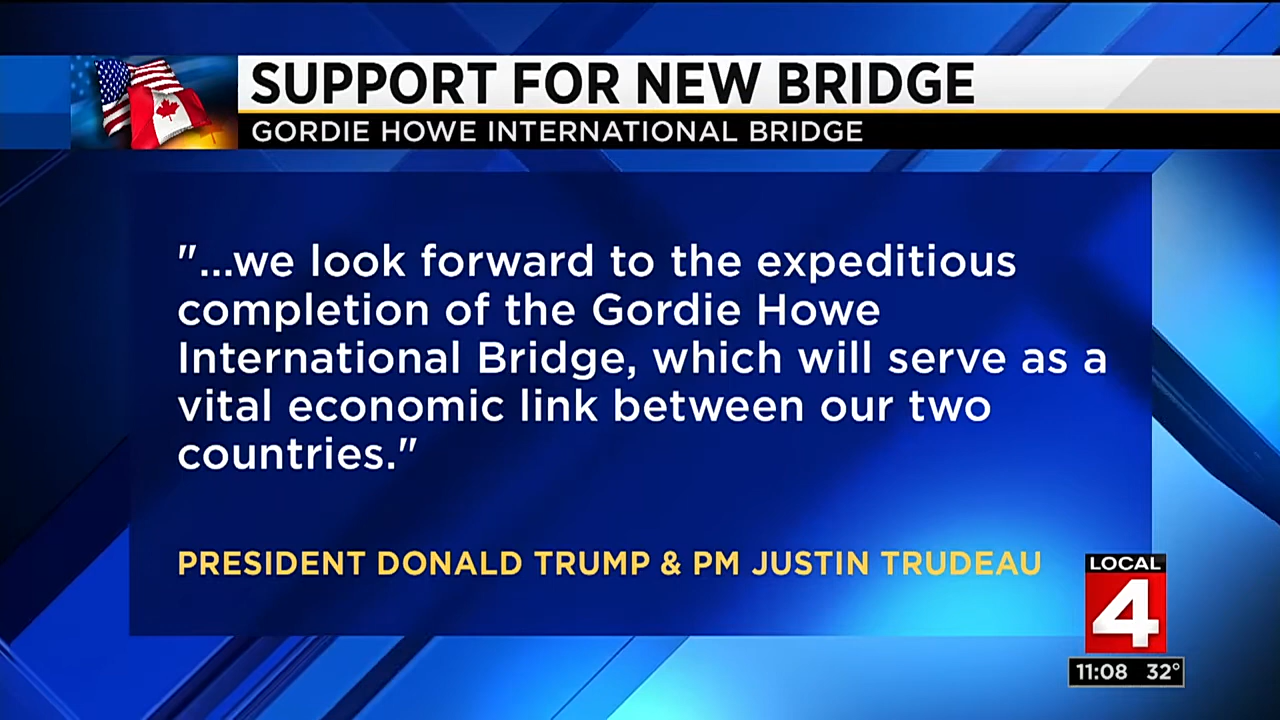 SUPPORT FOR NEW BRIDGE
GORDIE HOWE INTERNATIONAL BRIDGE
"...we look forward to the expeditious
completion of the Gordie Howe
International Bridge, which will serve as a
vital economic link between our two
countries."
PRESIDENT DONALD TRUMP & PM JUSTIN TRUDEAU
LOCAL
4
11:08 32°